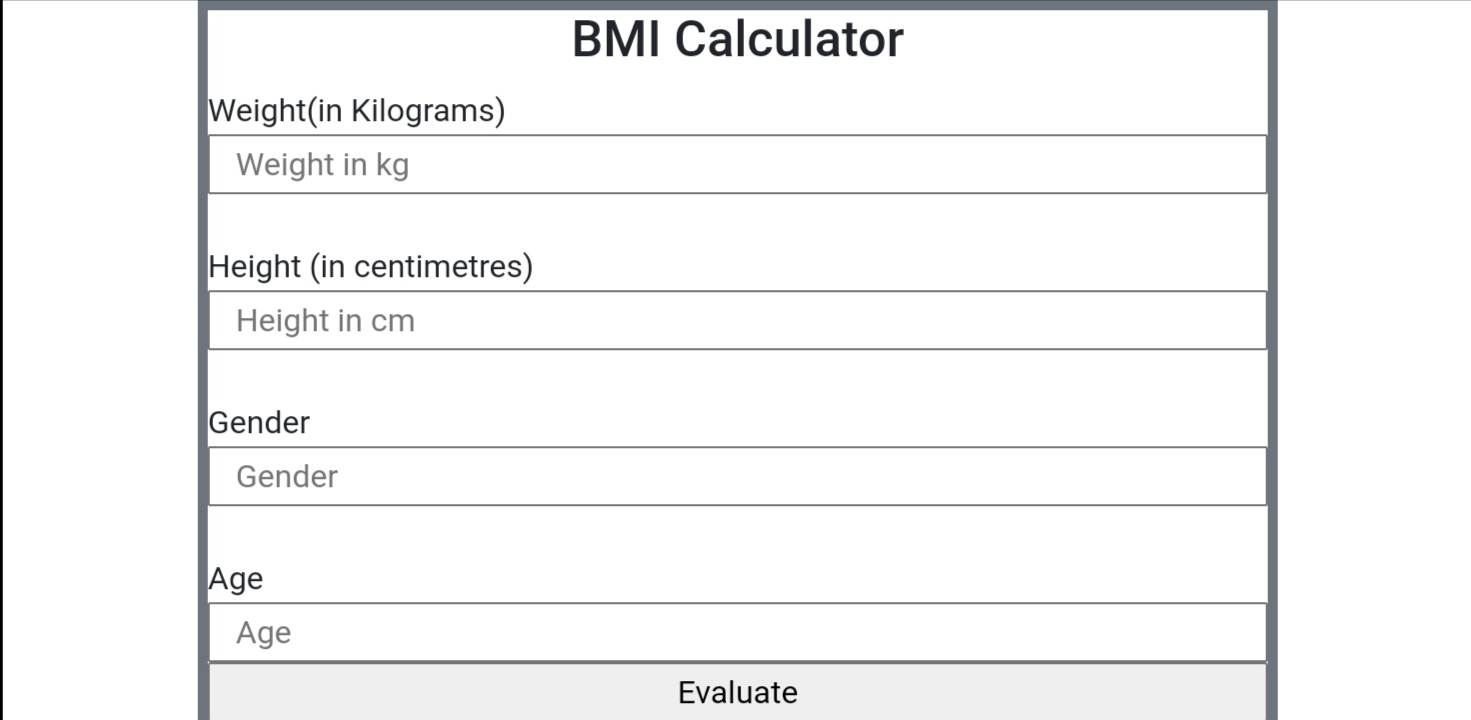 BMI Calculator
Weight(in Kilograms)
Weight in kg
Height (in centimetres)
Height in cm
Gender
Gender
Age
Age
Evaluate